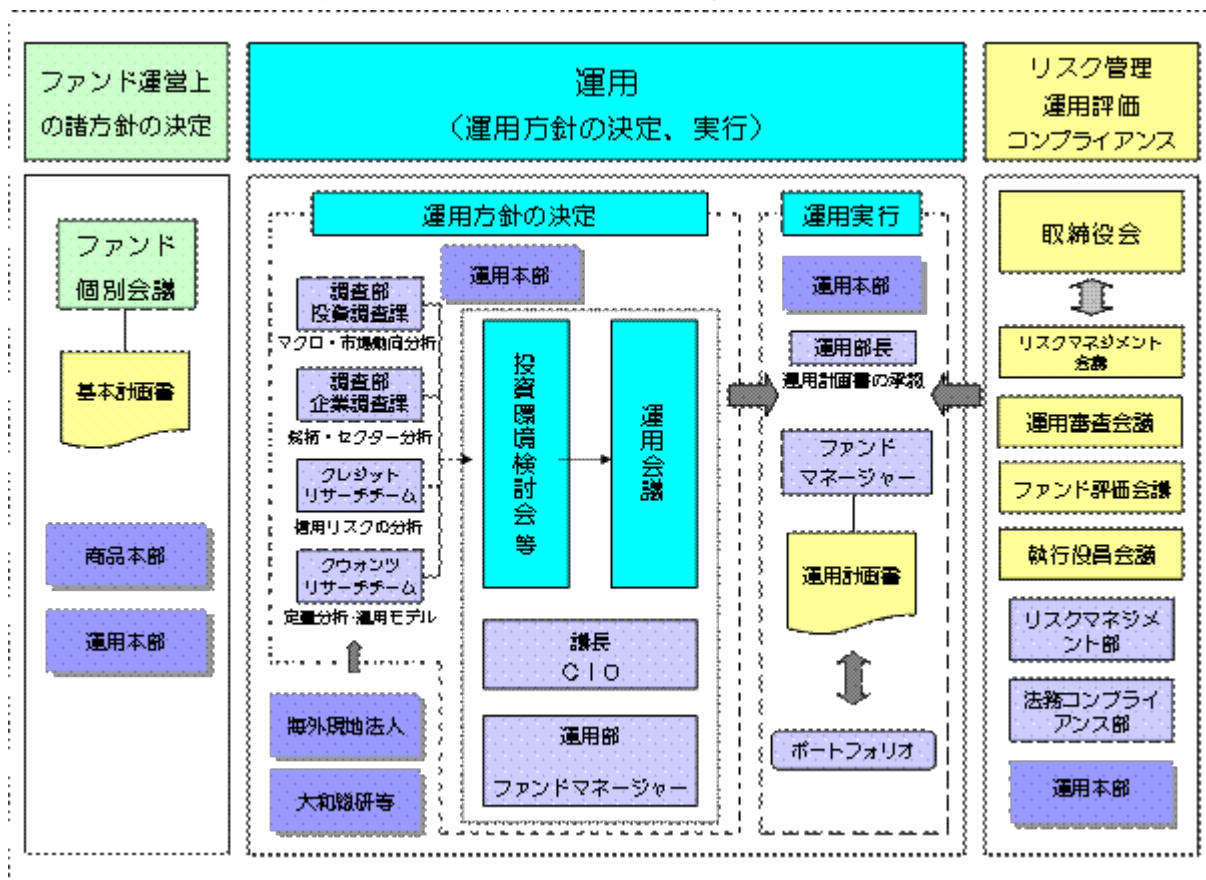 ファンド運営上
の諸方針の決定
運用
（運用方針の決定、実行）
リスク管理
運用評価
コンプライアンス
ファンド
個別会議
基本計画書
商品本部
運用本部
運用方針の決定
運用本部
調査部
投資調査課
マクロ・市場動向分析
調査部
企業調査課
銘柄・セクター分析
クレジット
リサーチチーム
信用リスクの分析
クウォンツ
リサーチチーム
定量分析・運用モデル
海外現地法人
大和総研等
投資環境検討会等
運用会議
議長
ＣＩＯ
運用部
ファンドマネージャー
運用実行
運用本部
運用部長
運用計画書の承認
ファンド
マネージャー
運用計画書
ポートフォリオ
取締役会
リスクマネジメント
会議
運用審査会議
ファンド評価会議
執行役員会議
リスクマネジメ
ント部
法務コンプライ
アンス部
運用本部